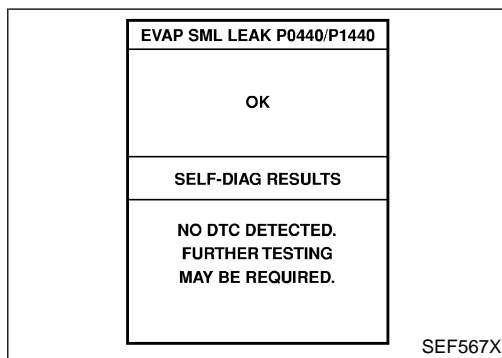 EVAP SML LEAK P0440/P1440
OK
SELF-DIAG RESULTS
NO DTC DETECTED.
FURTHER TESTING
MAY BE REQUIRED.
SEF567X